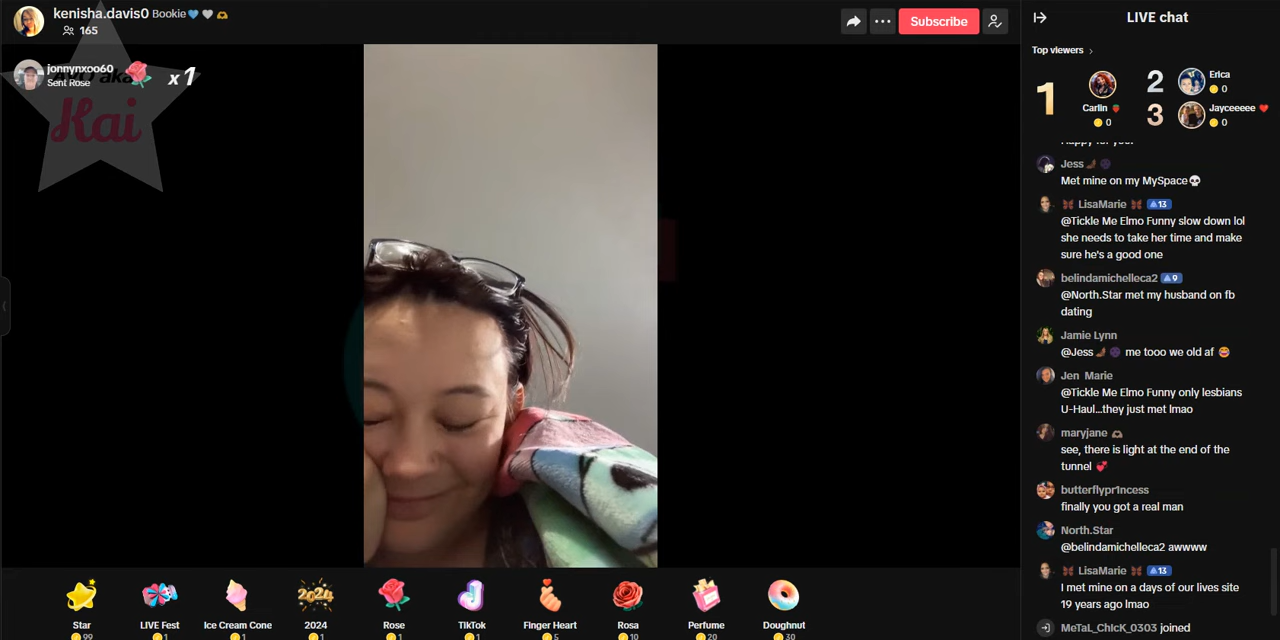 kenisha.davis0 Bookie💙🤍🫶
165
Subscribe
jonnynxoo60
Sent Rose
x 1
aka
Kai
LIVE chat
Top viewers
1
Carlin 🌹
0
2
Erica
0
3
Jayceeeee ❤️
0
Happy for you!
Jess
Met mine on my MySpace💀
LisaMarie 13
@Tickle Me Elmo Funny slow down lol
she needs to take her time and make
sure he's a good one
belindamichelleca2 9
@North.Star met my husband on fb
dating
Jamie Lynn
@Jess me tooo we old af 😂
Jen Marie
@Tickle Me Elmo Funny only lesbians
U-Haul...they just met lmao
maryjane 🫶
see, there is light at the end of the
tunnel 💕
butterflypr1ncess
finally you got a real man
North.Star
@belindamichelleca2 awwww
LisaMarie 13
I met mine on a days of our lives site
19 years ago lmao
MeTaL_ChIcK_0303 joined
Star
99
LIVE Fest
1
Ice Cream Cone
1
2024
2024
1
Rose
1
TikTok
1
Finger Heart
5
Rosa
10
Perfume
20
Doughnut
30